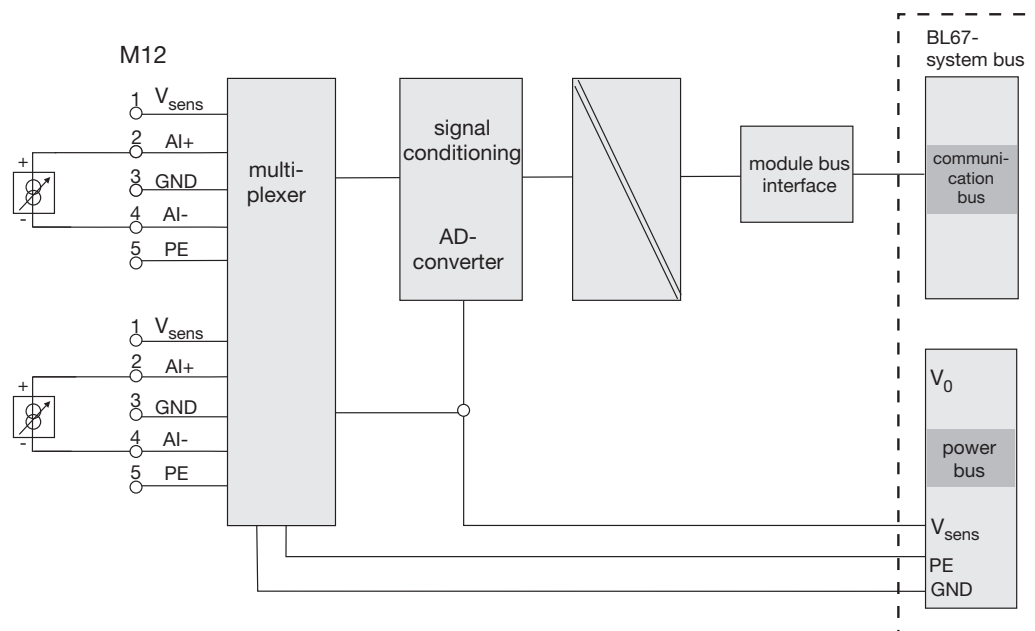 M12
1 Vsens
2 AI+
3 GND
4 AI-
5 PE
+
-
1 Vsens
2 AI+
3 GND
4 AI-
5 PE
+
-
multi-
plexer
signal
conditioning
AD-
converter
module bus
interface
BL67-
system bus
communi-
cation
bus
V0
power
bus
Vsens
PE
GND